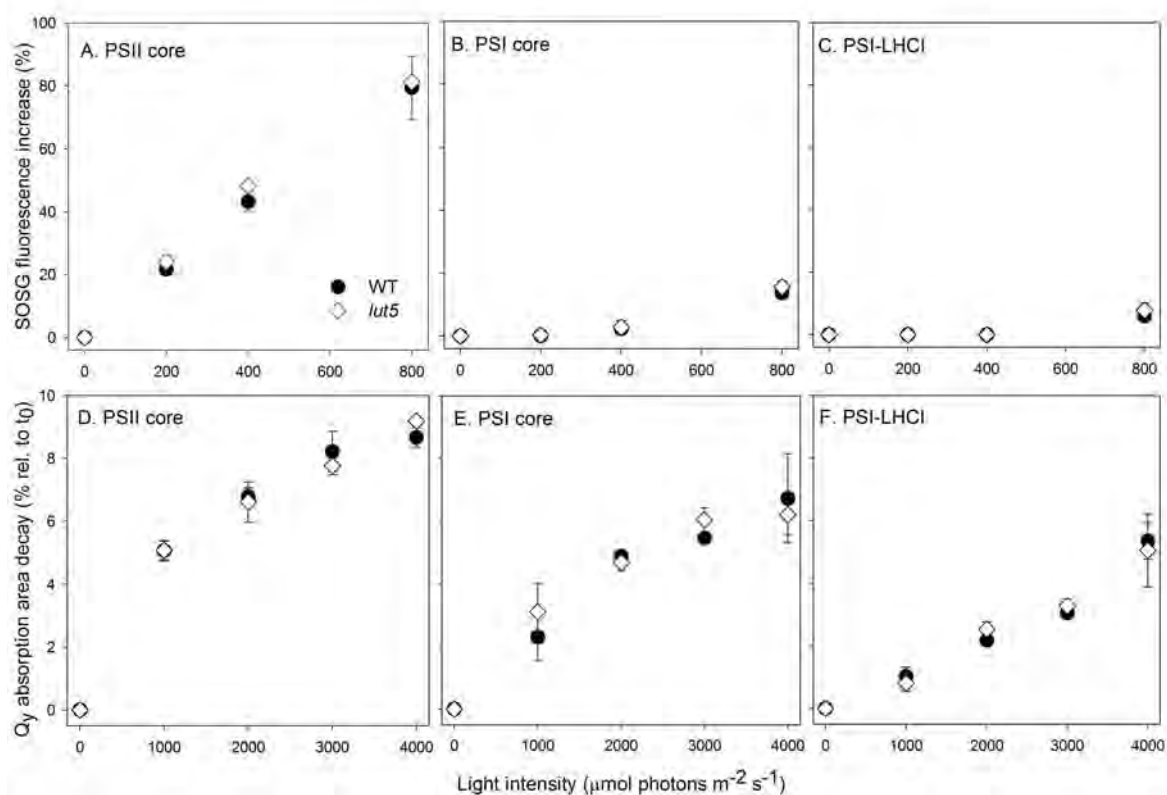 SOSG fluorescence increase (%)
100
80
60
40
20
0
A. PSII core
WT
lut5
0 200 400 600 800
B. PSI core
0 200 400 600 800
C. PSI-LHCI
0 200 400 600 800
Qy absorption area decay (% rel. to t0)
10
8
6
4
2
0
D. PSII core
0 1000 2000 3000 4000
E. PSI core
0 1000 2000 3000 4000
F. PSI-LHCI
0 1000 2000 3000 4000
Light intensity (μmol photons m⁻² s⁻¹)